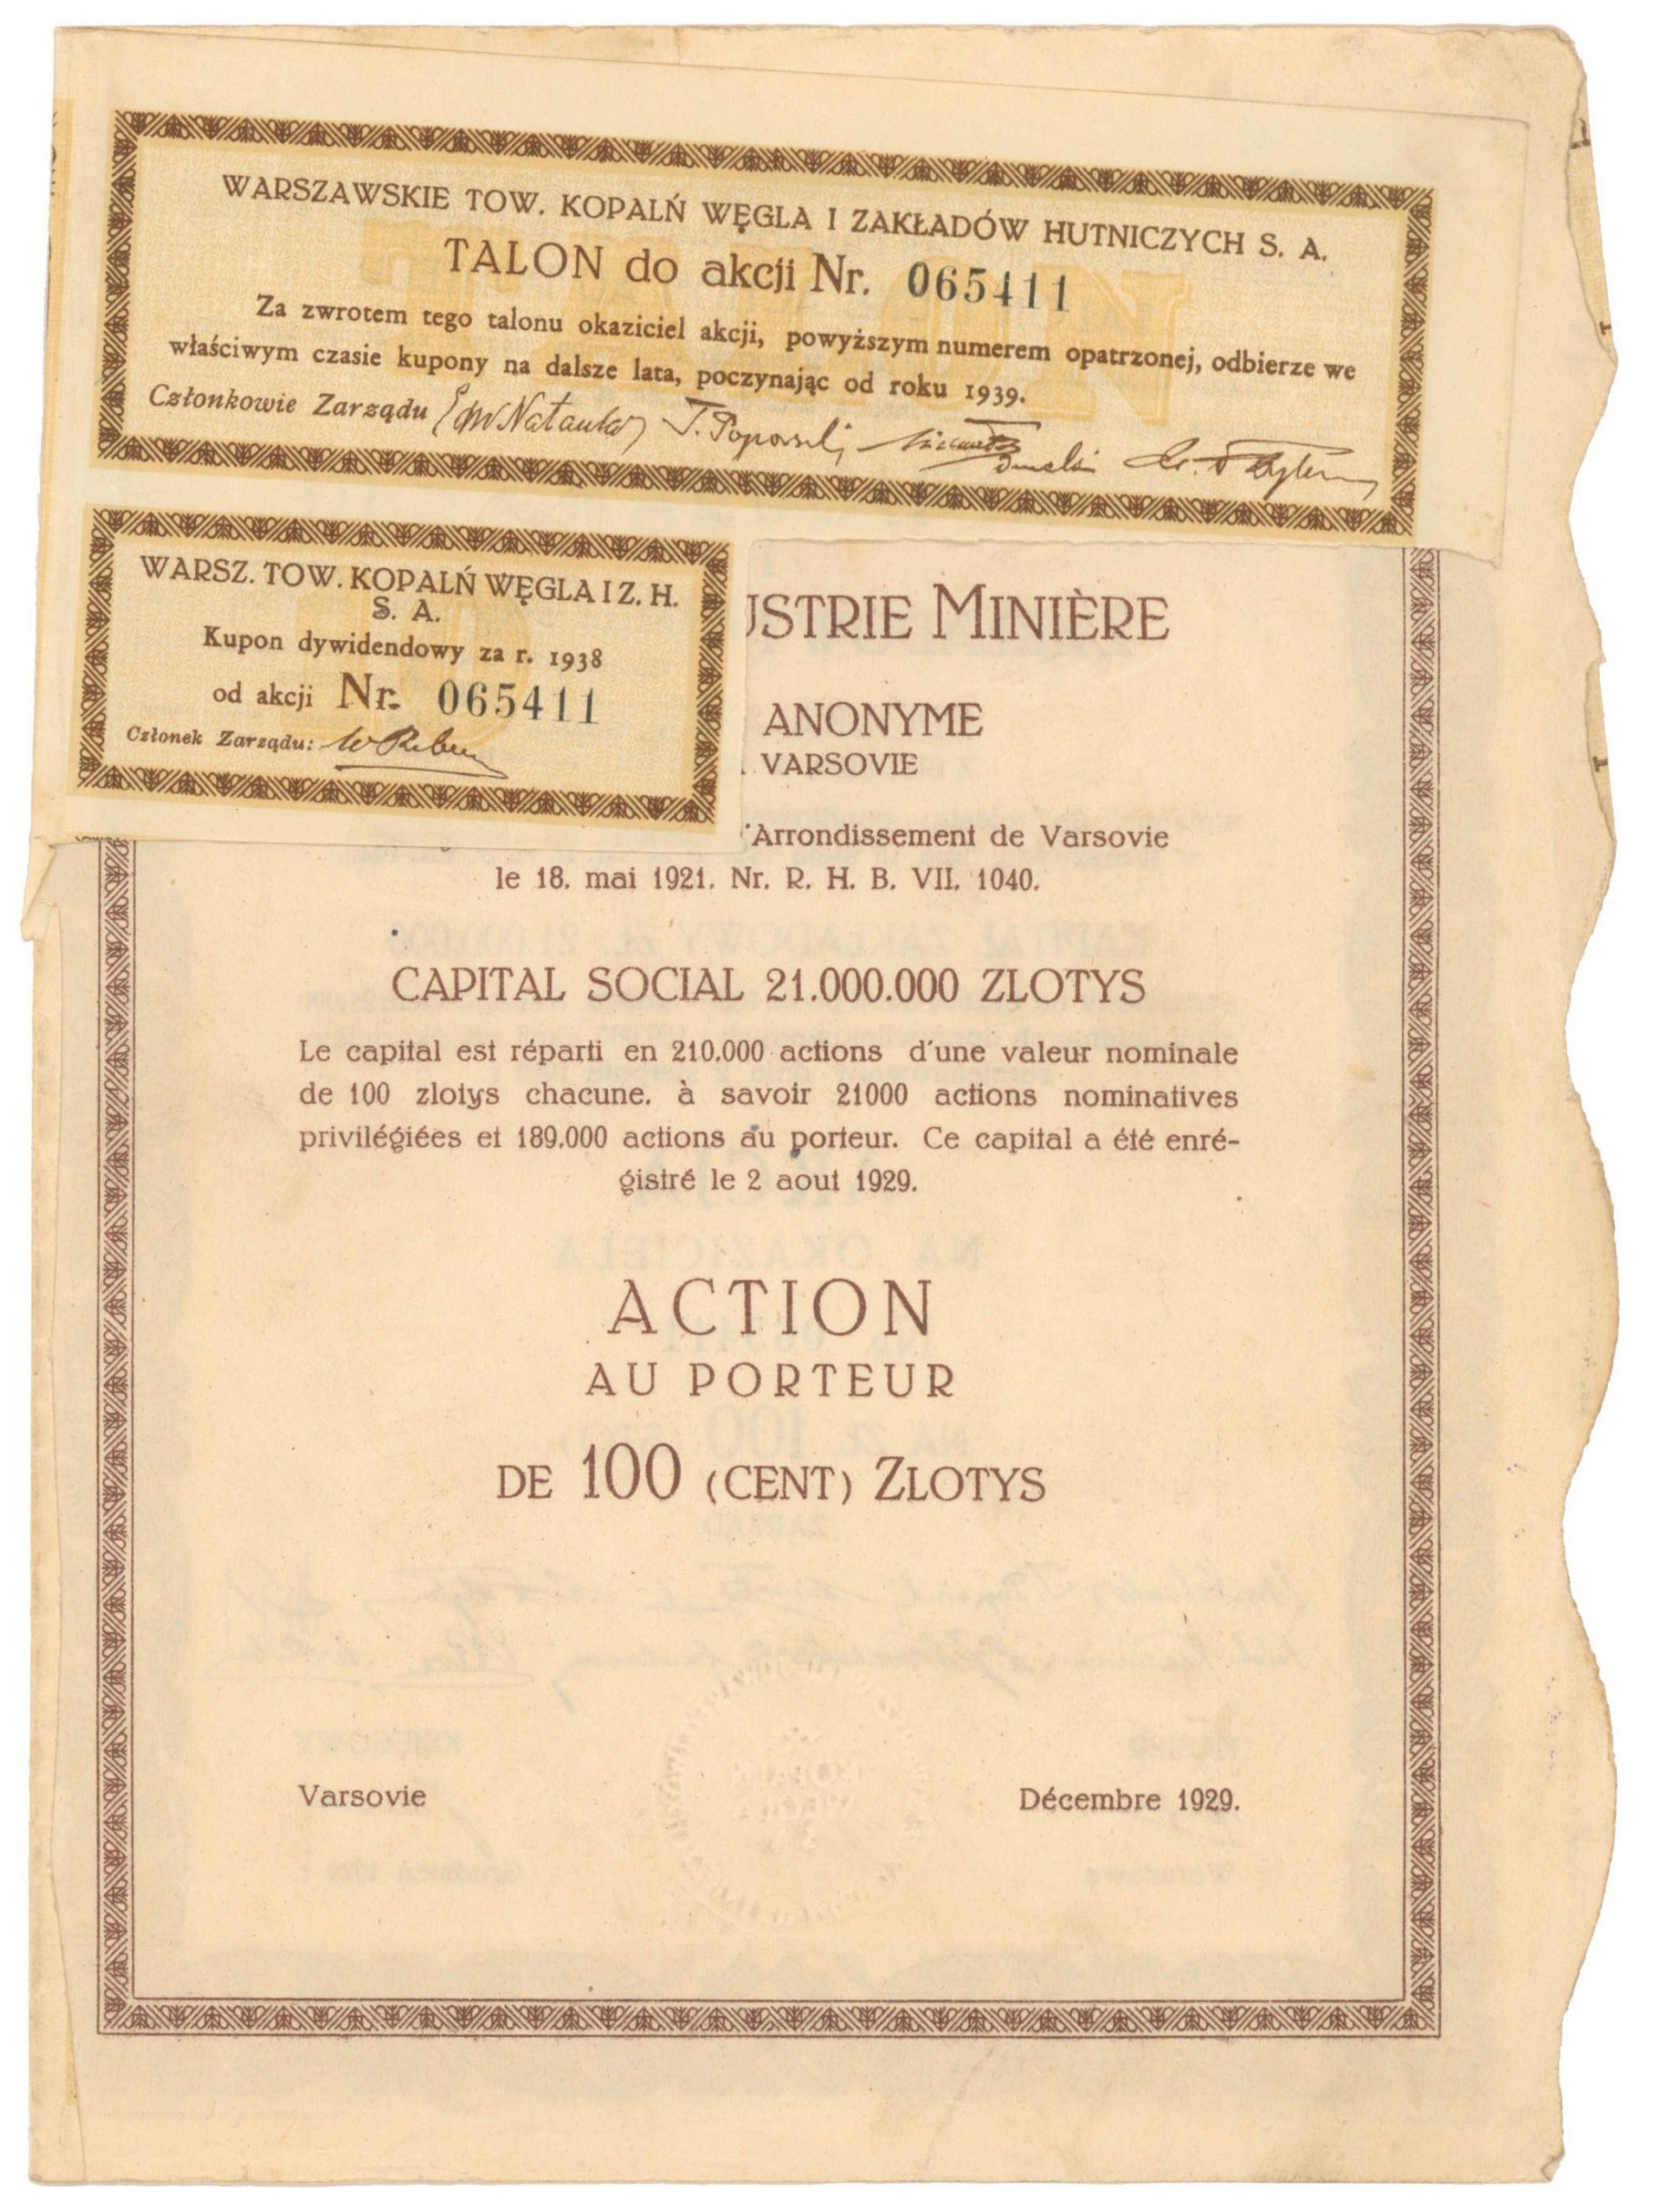 WARSZAWSKIE TOW. KOPALŃ WĘGLA I ZAKŁADÓW HUTNICZYCH S. A.
TALON do akcji Nr. 065411
Za zwrotem tego talonu okaziciel akcji, powyższym numerem opatrzonej, odbierze we
właściwym czasie kupony na dalsze lata, poczynając od roku 1939.
Członkowie Zarządu
WARSZ. TOW. KOPALŃ WĘGLA I Z. H.
S. A.
Kupon dywidendowy za r. 1938
od akcji Nr. 065411
Członek Zarządu:
USTRIE MINIÈRE
ANONYME
VARSOVIE
'Arrondissement de Varsovie
le 18. mai 1921. Nr. R. H. B. VII. 1040.
CAPITAL SOCIAL 21.000.000 ZLOTYS
Le capital est réparti en 210.000 actions d'une valeur nominale
de 100 zlotys chacune. à savoir 21000 actions nominatives
privilégiées et 189.000 actions au porteur. Ce capital a été enré-
gistré le 2 aout 1929.
ACTION
AU PORTEUR
DE 100 (CENT) ZLOTYS
Varsovie
Décembre 1929.